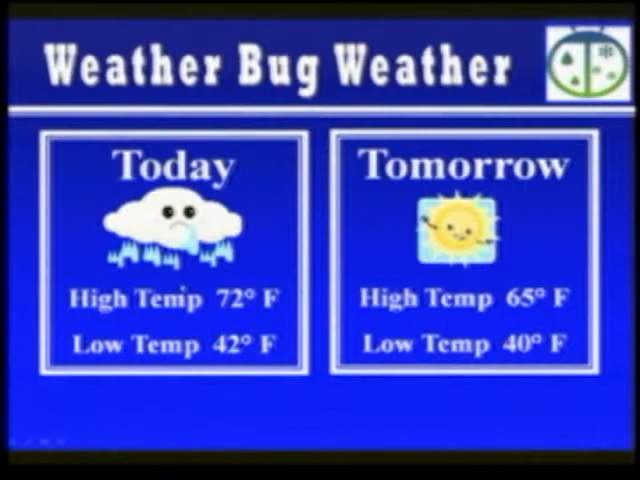 Weather Bug Weather
Today
High Temp 72° F
Low Temp 42° F
Tomorrow
High Temp 65° F
Low Temp 40° F